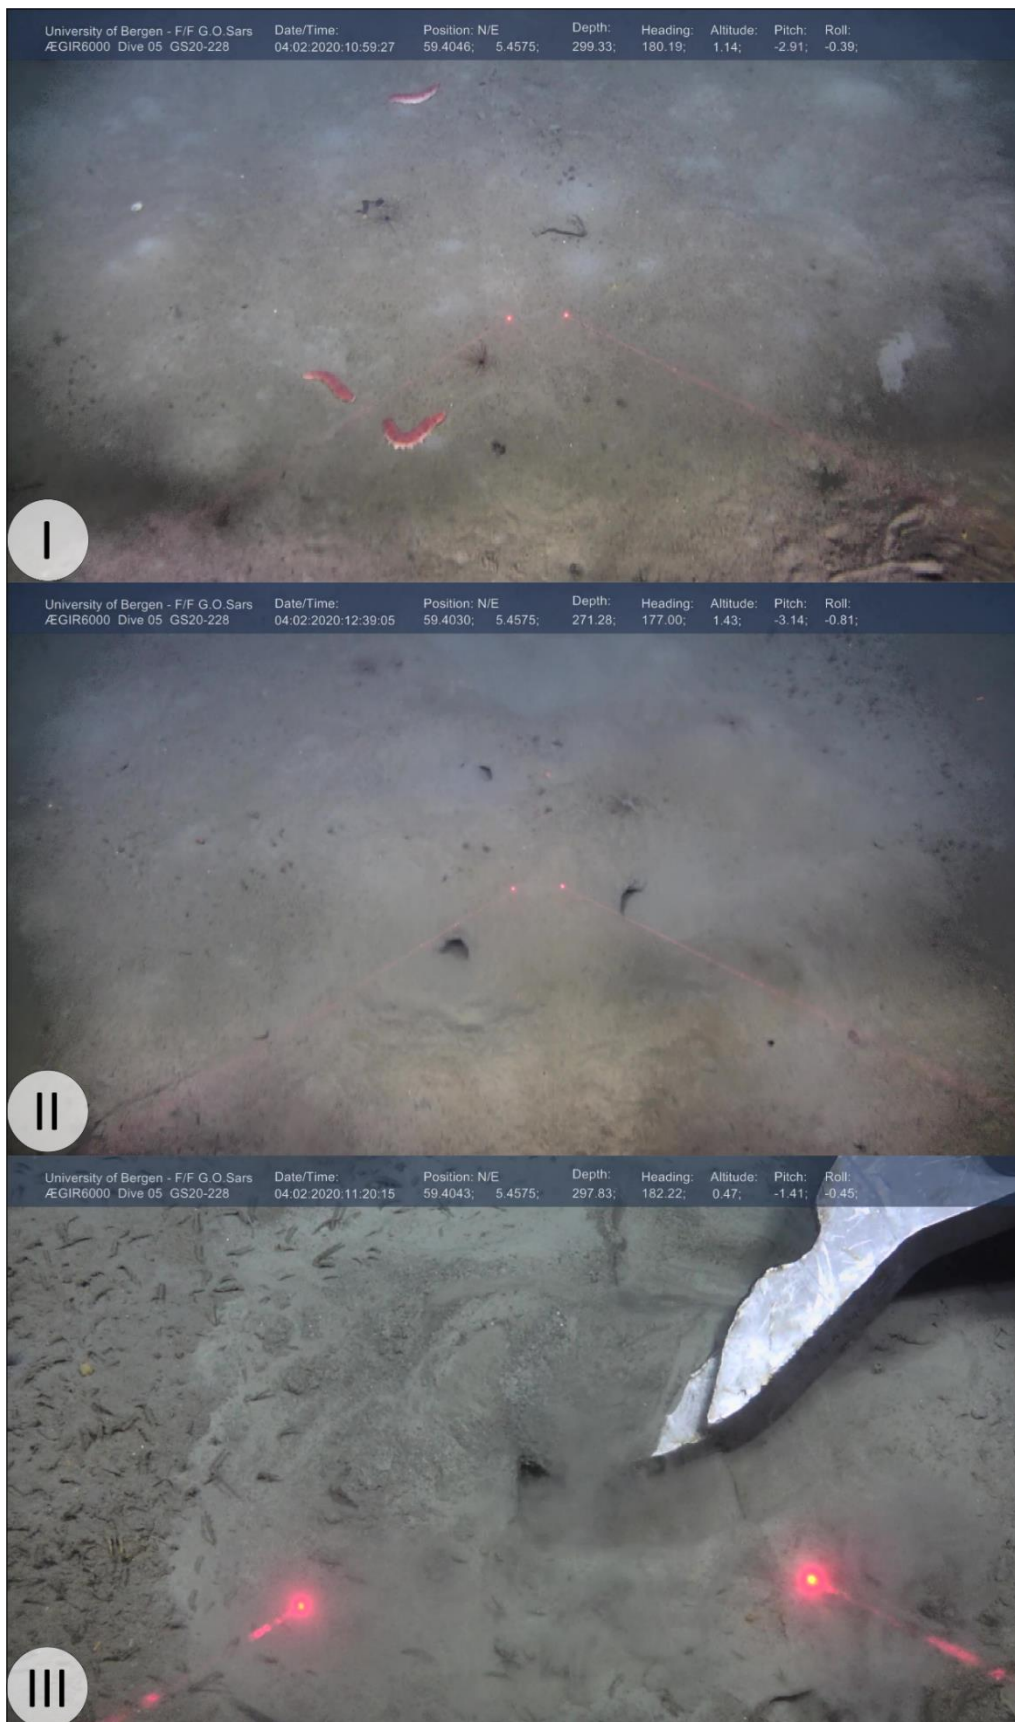 University of Bergen - F/F G.O.Sars Date/Time: Position: N/E Depth: Heading: Altitude: Pitch: Roll:
ÆGIR6000 Dive 05 GS20-228 04:02:2020:10:59:27 59.4046; 5.4575; 299.33; 180.19; 1.14; -2.91; -0.39;
I
University of Bergen - F/F G.O.Sars Date/Time: Position: N/E Depth: Heading: Altitude: Pitch: Roll:
ÆGIR6000 Dive 05 GS20-228 04:02:2020:12:39:05 59.4030; 5.4575; 271.28; 177.00; 1.43; -3.14; -0.81;
II
University of Bergen - F/F G.O.Sars Date/Time: Position: N/E Depth: Heading: Altitude: Pitch: Roll:
ÆGIR6000 Dive 05 GS20-228 04:02:2020:11:20:15 59.4043; 5.4575; 297.83; 182.22; 0.47; -1.41; -0.45;
III